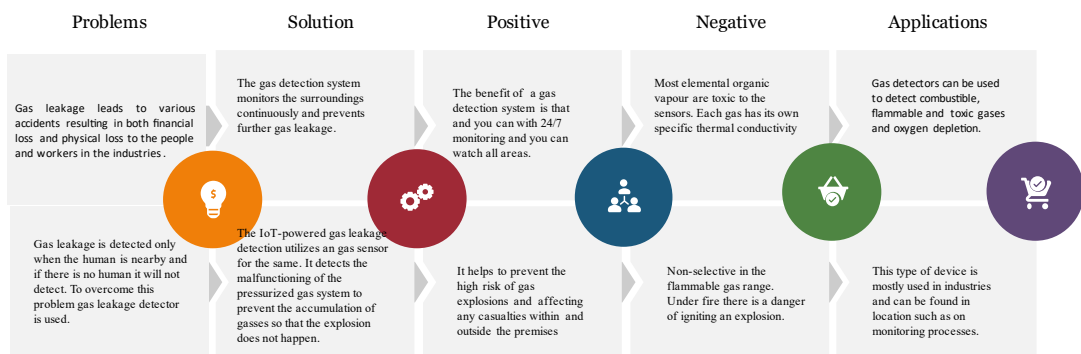 Problems
Solution
Positive
Negative
Applications
Gas leakage leads to various
accidents resulting in both financial
loss and physical loss to the people
and workers in the industries.
The gas detection system
monitors the surroundings
continuously and prevents
further gas leakage.
The benefit of a gas
detection system is that
and you can with 24/7
monitoring and you can
watch all areas.
Most elemental organic
vapour are toxic to the
sensors. Each gas has its own
specific thermal conductivity
Gas detectors can be used
to detect combustible,
flammable and toxic gases
and oxygen depletion.
$
Gas leakage is detected only
when the human is nearby and
if there is no human it will not
detect. To overcome this
problem gas leakage detector
is used.
The IoT-powered gas leakage
detection utilizes an gas sensor
for the same. It detects the
malfunctioning of the
pressurized gas system to
prevent the accumulation of
gasses so that the explosion
does not happen.
It helps to prevent the
high risk of gas
explosions and affecting
any casualties within and
outside the premises
Non-selective in the
flammable gas range.
Under fire there is a danger
of igniting an explosion.
This type of device is
mostly used in industries
and can be found in
location such as on
monitoring processes.